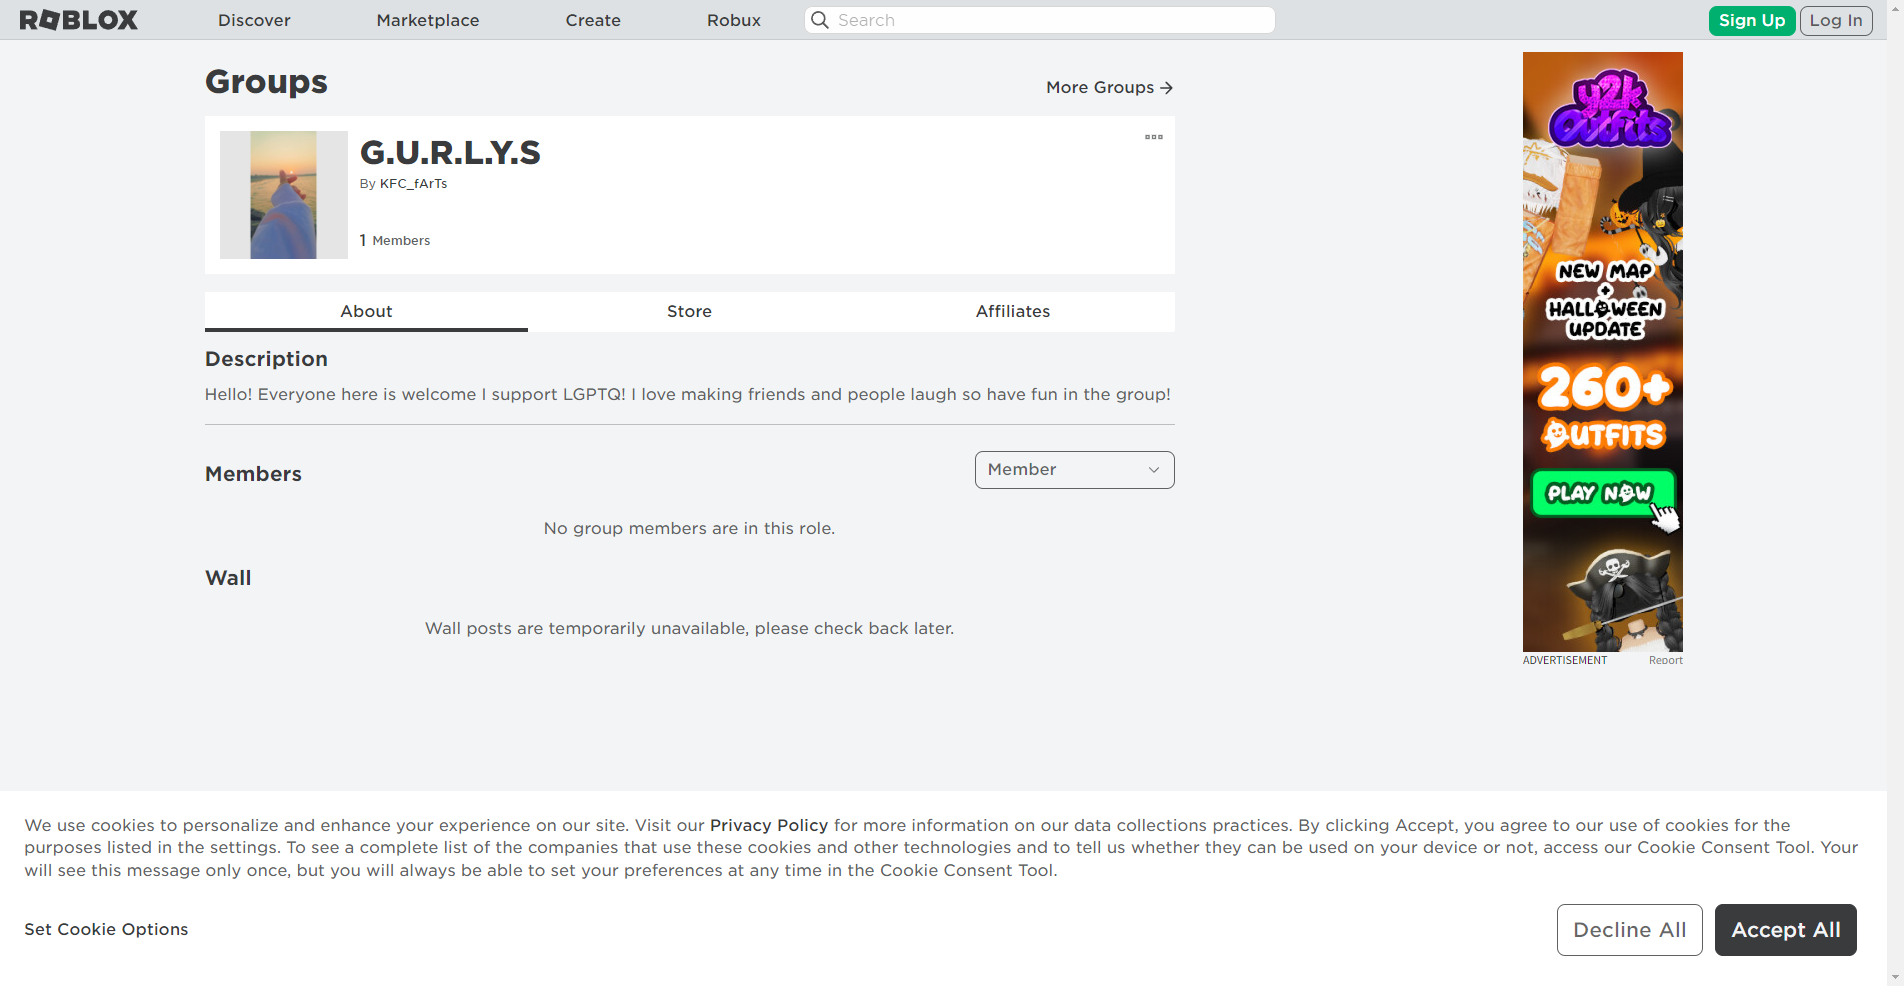 ROBLOX
Discover
Marketplace
Create
Robux
Search
Sign Up
Log In
Groups
More Groups →
G.U.R.L.Y.S
By KFC_fArTs
1 Members
About
Store
Affiliates
Description
Hello! Everyone here is welcome I support LGPTQ! I love making friends and people laugh so have fun in the group!
Members
Member
No group members are in this role.
Wall
Wall posts are temporarily unavailable, please check back later.
y2k
Outfits
NEW MAP
+
HALLOWEEN
UPDATE
260+
OUTFITS
PLAY NOW
ADVERTISEMENT
Report
We use cookies to personalize and enhance your experience on our site. Visit our Privacy Policy for more information on our data collections practices. By clicking Accept, you agree to our use of cookies for the
purposes listed in the settings. To see a complete list of the companies that use these cookies and other technologies and to tell us whether they can be used on your device or not, access our Cookie Consent Tool. Your
will see this message only once, but you will always be able to set your preferences at any time in the Cookie Consent Tool.
Set Cookie Options
Decline All
Accept All